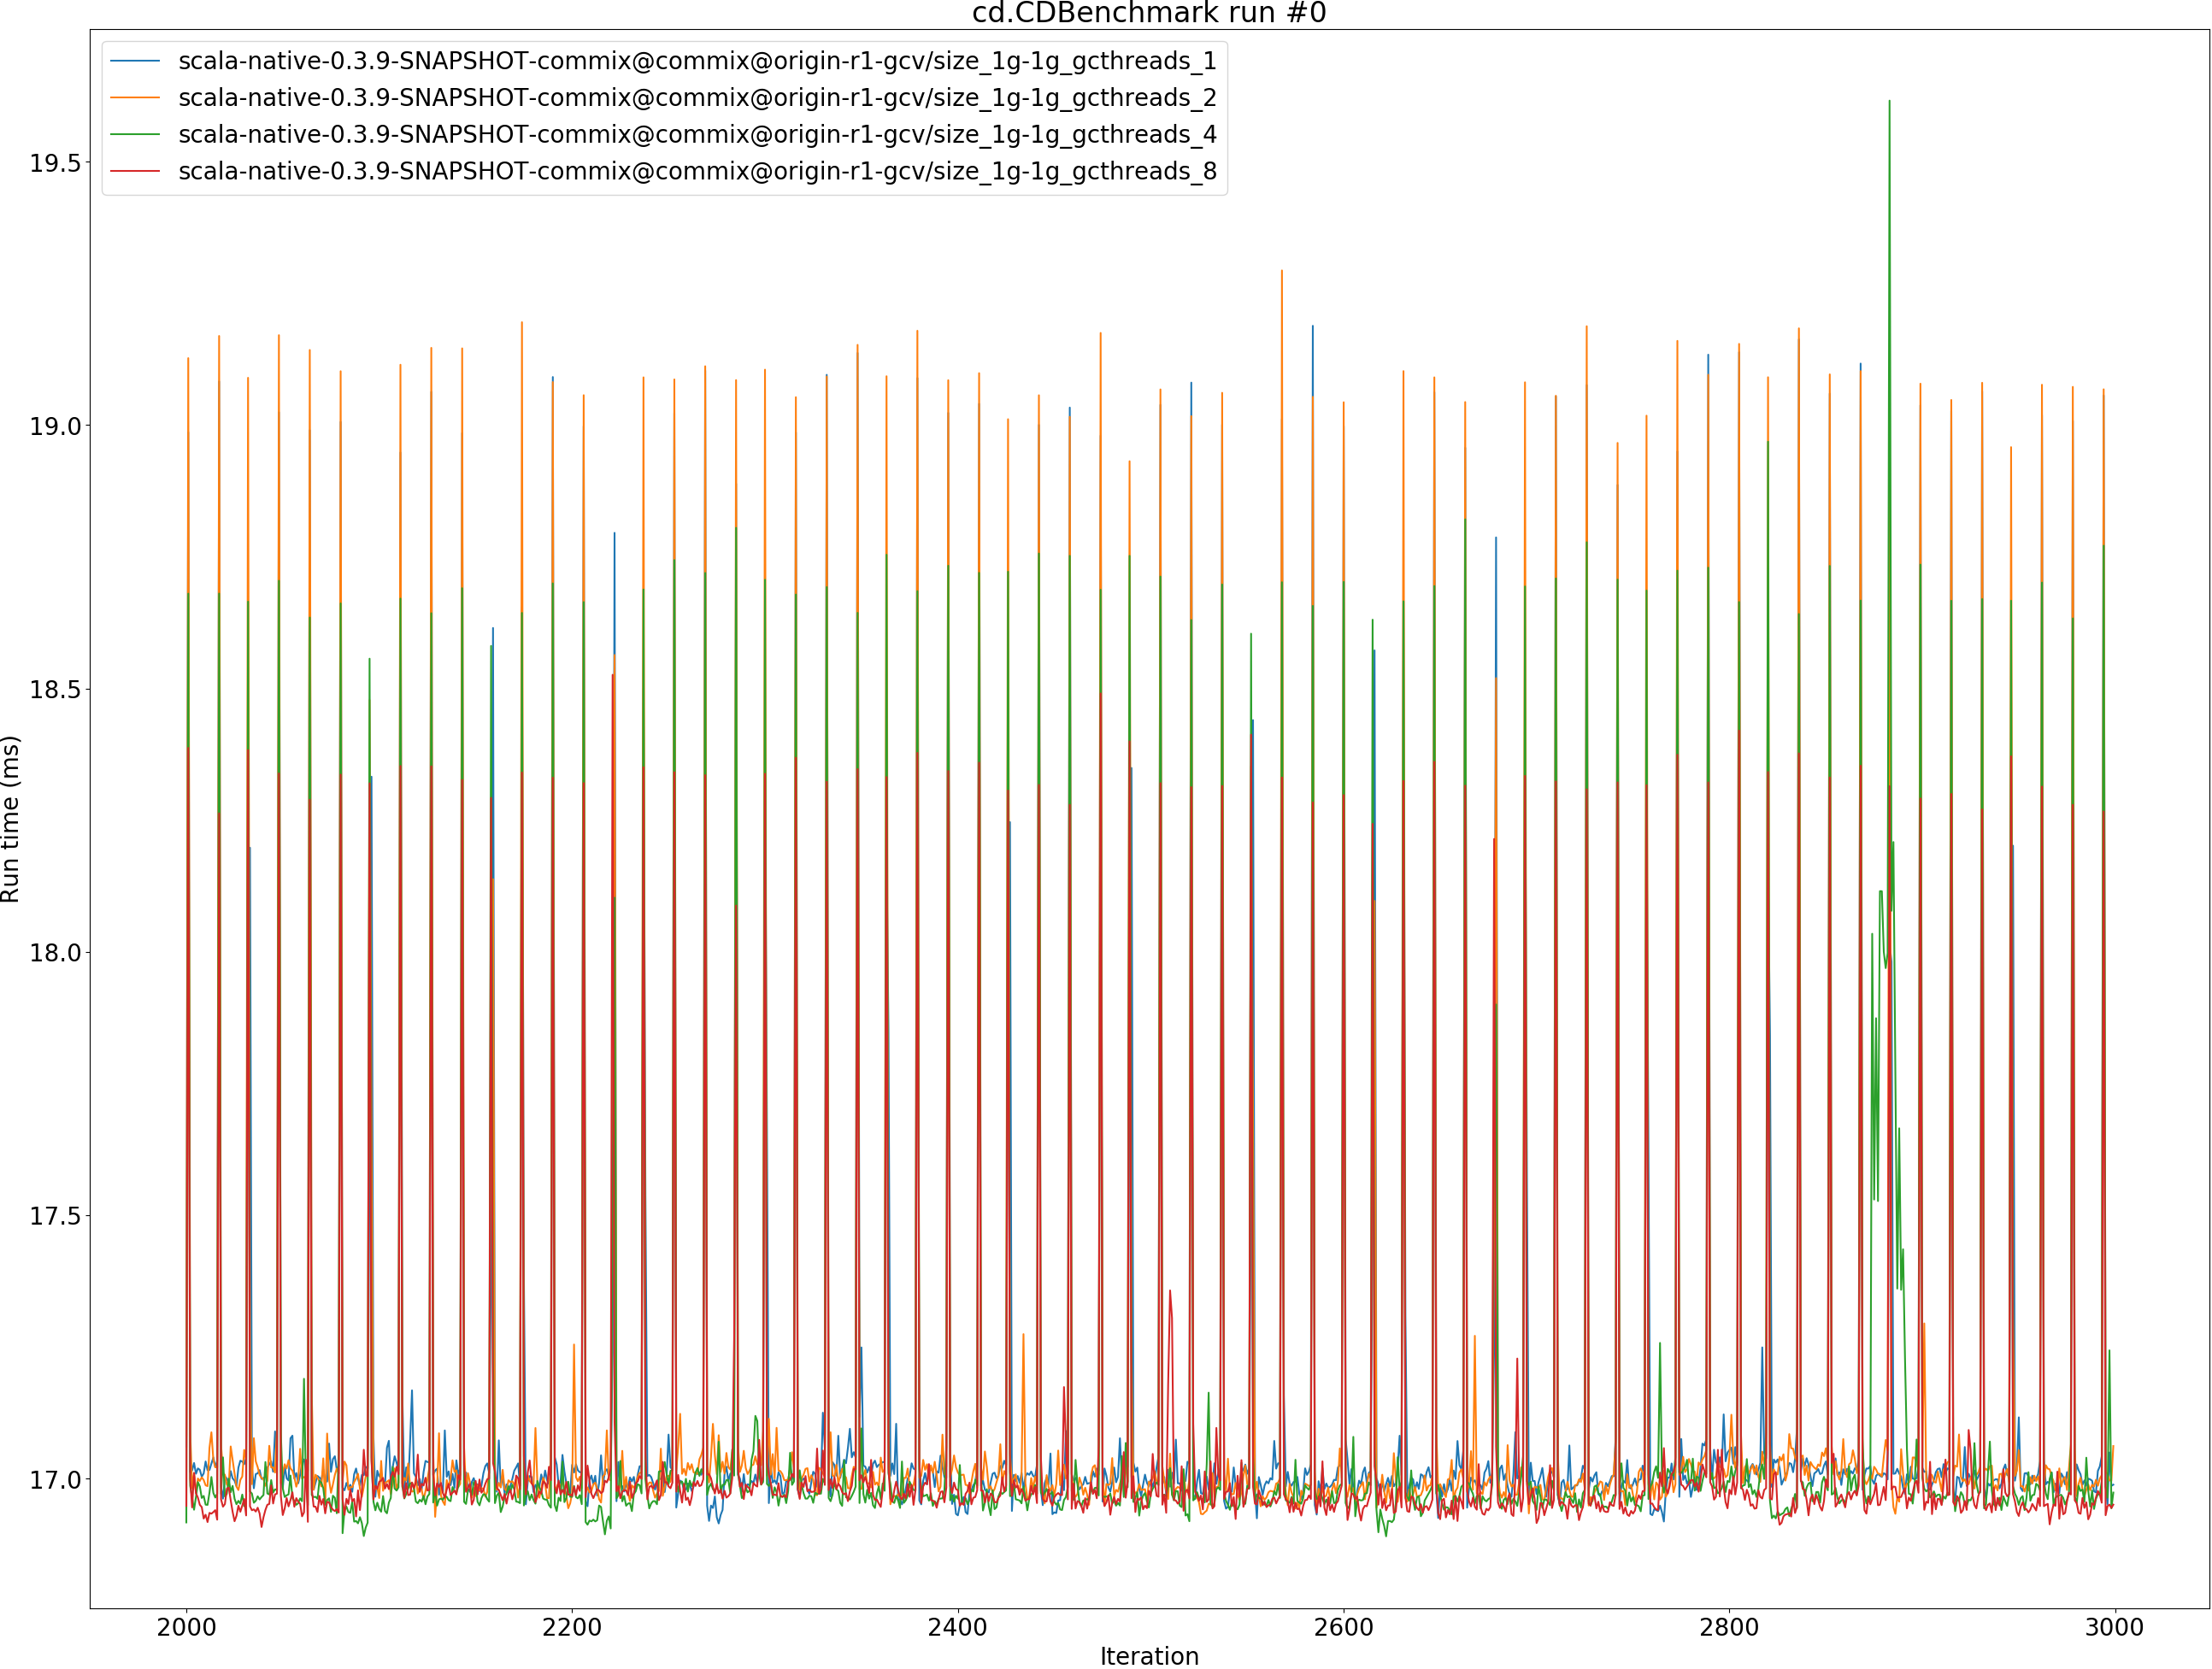 cd.CDBenchmark run #0
scala-native-0.3.9-SNAPSHOT-commix@commix@origin-r1-gcv/size_1g-1g_gcthreads_1
scala-native-0.3.9-SNAPSHOT-commix@commix@origin-r1-gcv/size_1g-1g_gcthreads_2
scala-native-0.3.9-SNAPSHOT-commix@commix@origin-r1-gcv/size_1g-1g_gcthreads_4
scala-native-0.3.9-SNAPSHOT-commix@commix@origin-r1-gcv/size_1g-1g_gcthreads_8
19.5
19.0
18.5
18.0
17.5
17.0
Run time (ms)
2000 2200 2400 2600 2800 3000
Iteration